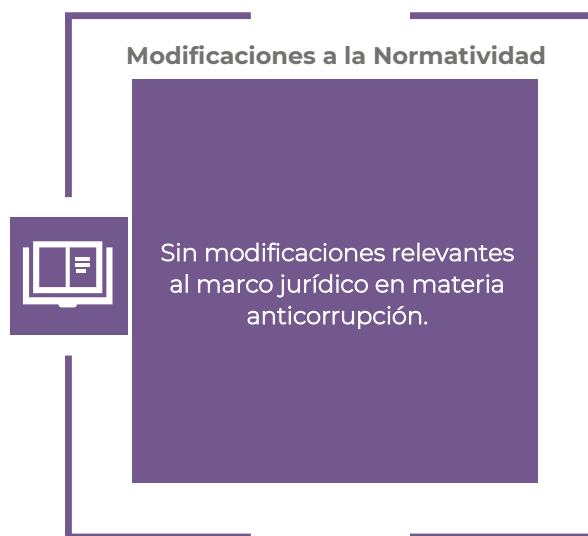 Modificaciones a la Normatividad
Sin modificaciones relevantes
al marco jurídico en materia
anticorrupción.